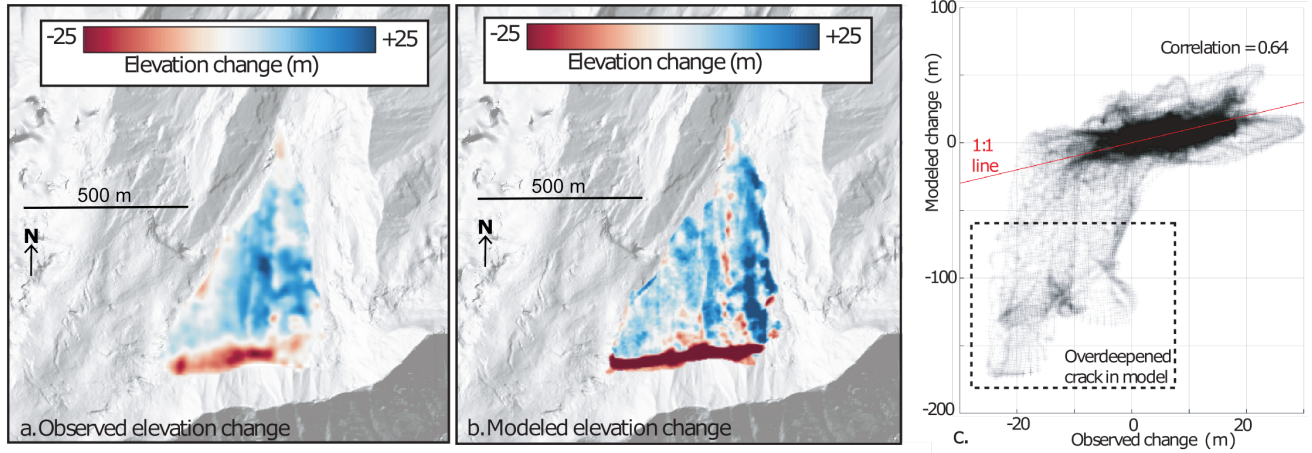 -25 +25
Elevation change (m)
500 m
N
a. Observed elevation change
-25 +25
Elevation change (m)
500 m
N
b. Modeled elevation change
100
Correlation = 0.64
0
1:1
line
Modeled change (m)
-100
Overdeepened
crack in model
-200
-20 0 20
c. Observed change (m)